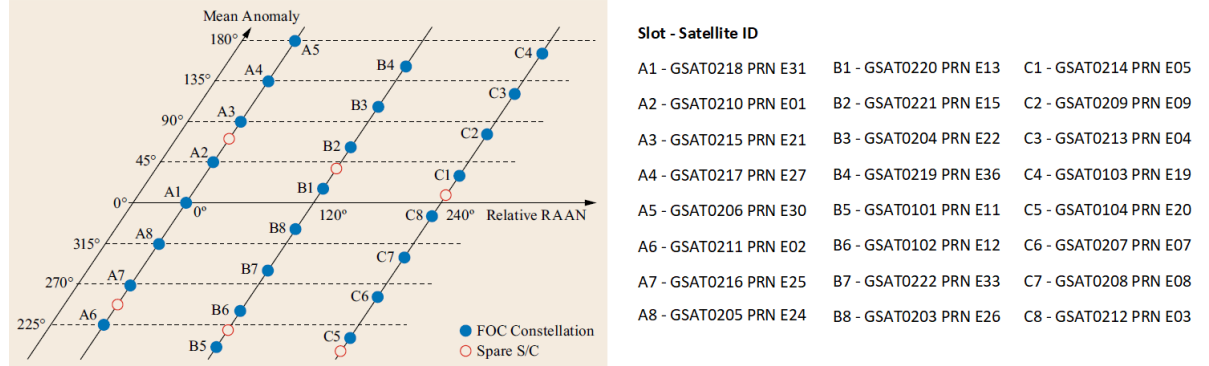 Mean Anomaly
180°
A5
C4
135°
A4
B4
C3
90°
A3
B3
C2
45°
A2
B2
C1
0°
A1
0°
B1
120°
C8
240°
Relative RAAN
315°
A8
B8
C7
270°
A7
B7
C6
225°
A6
B6
B5
C5
FOC Constellation
Spare S/C
Slot - Satellite ID
A1 - GSAT0218 PRN E31
A2 - GSAT0210 PRN E01
A3 - GSAT0215 PRN E21
A4 - GSAT0217 PRN E27
A5 - GSAT0206 PRN E30
A6 - GSAT0211 PRN E02
A7 - GSAT0216 PRN E25
A8 - GSAT0205 PRN E24
B1 - GSAT0220 PRN E13
B2 - GSAT0221 PRN E15
B3 - GSAT0204 PRN E22
B4 - GSAT0219 PRN E36
B5 - GSAT0101 PRN E11
B6 - GSAT0102 PRN E12
B7 - GSAT0222 PRN E33
B8 - GSAT0203 PRN E26
C1 - GSAT0214 PRN E05
C2 - GSAT0209 PRN E09
C3 - GSAT0213 PRN E04
C4 - GSAT0103 PRN E19
C5 - GSAT0104 PRN E20
C6 - GSAT0207 PRN E07
C7 - GSAT0208 PRN E08
C8 - GSAT0212 PRN E03